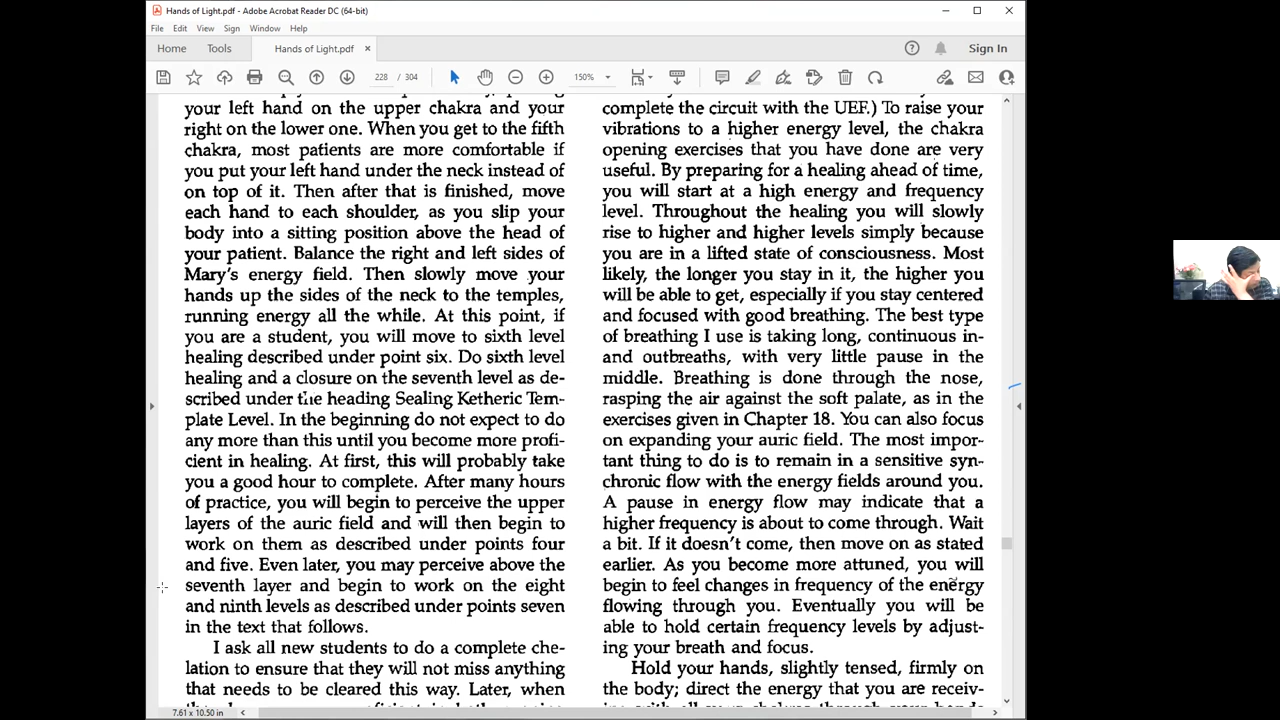 Hands of Light.pdf - Adobe Acrobat Reader DC (64-bit)
File Edit View Sign Window Help
Home Tools Hands of Light.pdf × Sign In
228 / 304 150%
your left hand on the upper chakra and your
right on the lower one. When you get to the fifth
chakra, most patients are more comfortable if
you put your left hand under the neck instead of
on top of it. Then after that is finished, move
each hand to each shoulder, as you slip your
body into a sitting position above the head of
your patient. Balance the right and left sides of
Mary's energy field. Then slowly move your
hands up the sides of the neck to the temples,
running energy all the while. At this point, if
you are a student, you will move to sixth level
healing described under point six. Do sixth level
healing and a closure on the seventh level as de-
scribed under the heading Sealing Ketheric Tem-
plate Level. In the beginning do not expect to do
any more than this until you become more profi-
cient in healing. At first, this will probably take
you a good hour to complete. After many hours
of practice, you will begin to perceive the upper
layers of the auric field and will then begin to
work on them as described under points four
and five. Even later, you may perceive above the
seventh layer and begin to work on the eight
and ninth levels as described under points seven
in the text that follows.
I ask all new students to do a complete che-
lation to ensure that they will not miss anything
that needs to be cleared this way. Later, when
complete the circuit with the UEF.) To raise your
vibrations to a higher energy level, the chakra
opening exercises that you have done are very
useful. By preparing for a healing ahead of time,
you will start at a high energy and frequency
level. Throughout the healing you will slowly
rise to higher and higher levels simply because
you are in a lifted state of consciousness. Most
likely, the longer you stay in it, the higher you
will be able to get, especially if you stay centered
and focused with good breathing. The best type
of breathing I use is taking long, continuous in-
and outbreaths, with very little pause in the
middle. Breathing is done through the nose,
rasping the air against the soft palate, as in the
exercises given in Chapter 18. You can also focus
on expanding your auric field. The most impor-
tant thing to do is to remain in a sensitive syn-
chronic flow with the energy fields around you.
A pause in energy flow may indicate that a
higher frequency is about to come through. Wait
a bit. If it doesn't come, then move on as stated
earlier. As you become more attuned, you will
begin to feel changes in frequency of the energy
flowing through you. Eventually you will be
able to hold certain frequency levels by adjust-
ing your breath and focus.
Hold your hands, slightly tensed, firmly on
the body; direct the energy that you are receiv-
7.61 x 10.50 in